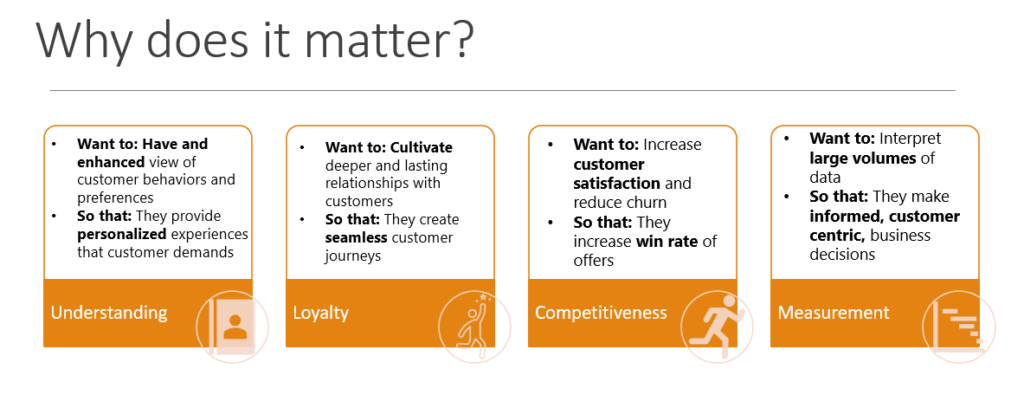 Why does it matter?
• Want to: Have and
enhanced view of
customer behaviors and
preferences
• So that: They provide
personalized experiences
that customer demands
Understanding
• Want to: Cultivate
deeper and lasting
relationships with
customers
• So that: They create
seamless customer
journeys
Loyalty
• Want to: Increase
customer
satisfaction and
reduce churn
• So that: They
increase win rate of
offers
Competitiveness
• Want to: Interpret
large volumes of
data
• So that: They make
informed, customer
centric, business
decisions
Measurement